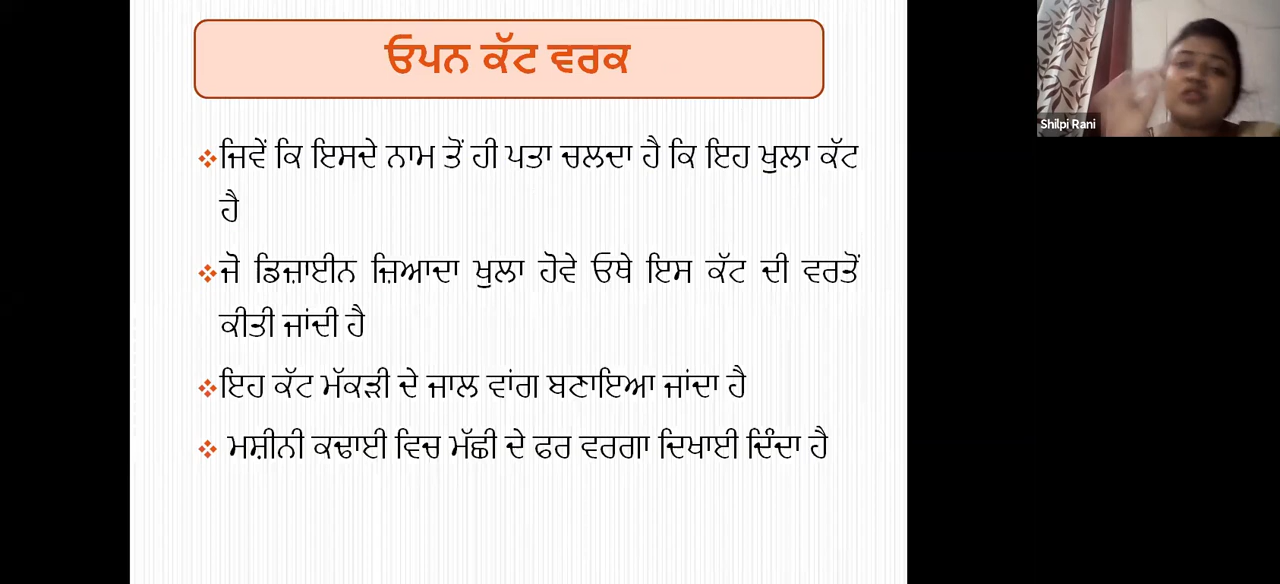 ਓਪਨ ਕੱਟ ਵਰਕ
❖ਜਿਵੇਂ ਕਿ ਇਸਦੇ ਨਾਮ ਤੋਂ ਹੀ ਪਤਾ ਚਲਦਾ ਹੈ ਕਿ ਇਹ ਖੁਲਾ ਕੱਟ
ਹੈ
❖ਜੋ ਡਿਜ਼ਾਈਨ ਜ਼ਿਆਦਾ ਖੁਲਾ ਹੋਵੇ ਓਥੇ ਇਸ ਕੱਟ ਦੀ ਵਰਤੋਂ
ਕੀਤੀ ਜਾਂਦੀ ਹੈ
❖ਇਹ ਕੱਟ ਮੱਕੜੀ ਦੇ ਜਾਲ ਵਾਂਗ ਬਣਾਇਆ ਜਾਂਦਾ ਹੈ
❖ ਮਸ਼ੀਨੀ ਕਢਾਈ ਵਿਚ ਮੱਛੀ ਦੇ ਫਰ ਵਰਗਾ ਦਿਖਾਈ ਦਿੰਦਾ ਹੈ
Shilpi Rani